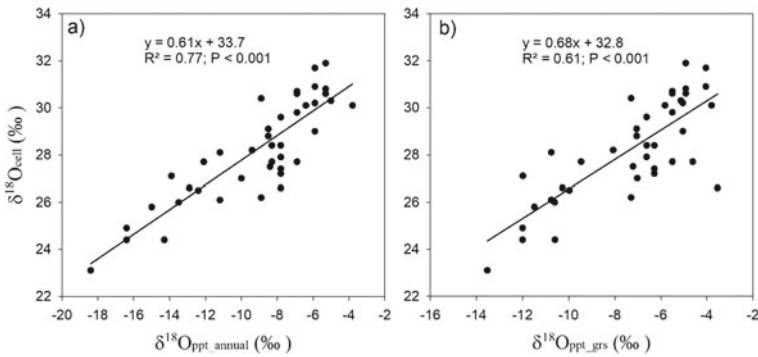 a)
y = 0.61x + 33.7
R² = 0.77; P < 0.001
δ¹⁸Ocell (‰)
32
30
28
26
24
22
-20 -18 -16 -14 -12 -10 -8 -6 -4 -2
δ¹⁸Oppt_annual (‰)
b)
y = 0.68x + 32.8
R² = 0.61; P < 0.001
34
32
30
28
26
24
22
-16 -14 -12 -10 -8 -6 -4 -2
δ¹⁸Oppt_grs (‰)